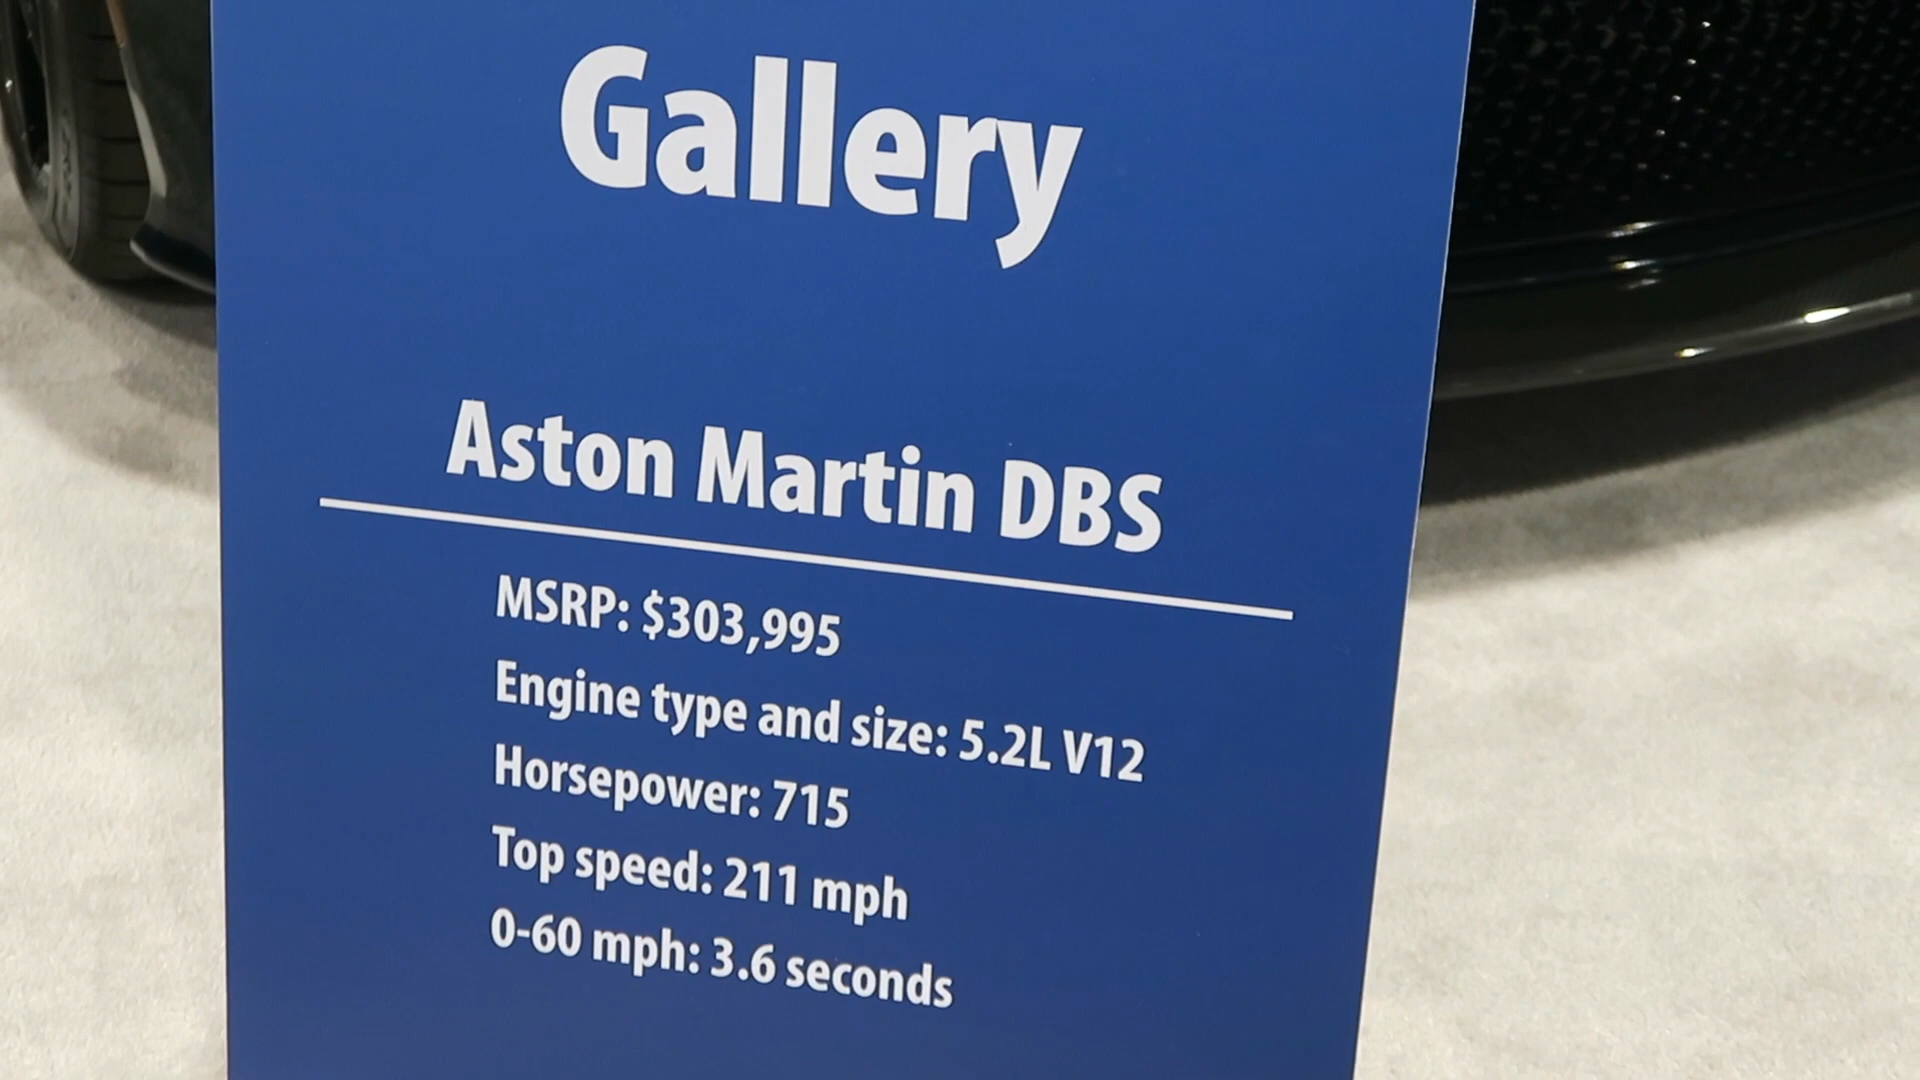 Gallery
Aston Martin DBS
MSRP: $303,995
Engine type and size: 5.2L V12
Horsepower: 715
Top speed: 211 mph
0-60 mph: 3.6 seconds